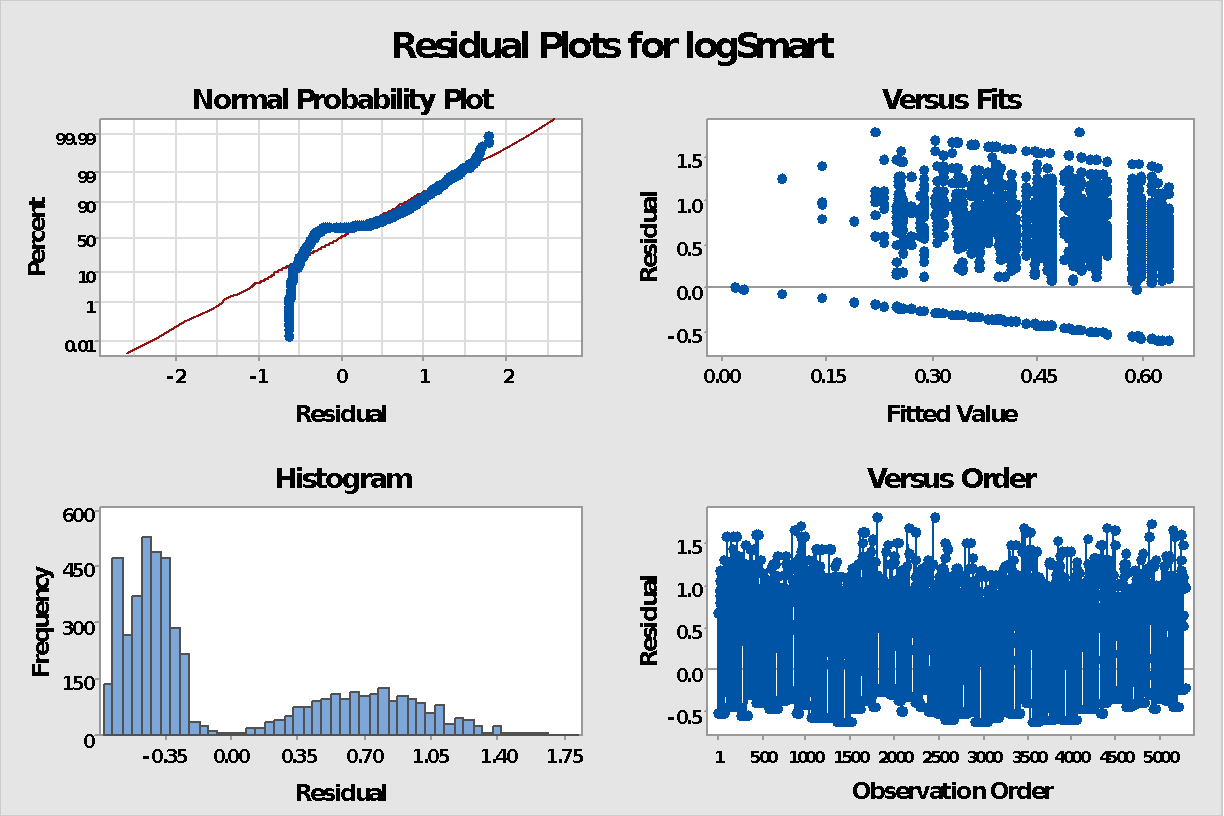 Residual Plots for logSmart
Normal Probability Plot
Percent
99.99
99
90
50
10
1
0.01
-2 -1 0 1 2
Residual
Versus Fits
Residual
1.5
1.0
0.5
0.0
-0.5
0.00 0.15 0.30 0.45 0.60
Fitted Value
Histogram
Frequency
600
450
300
150
0
-0.35 0.00 0.35 0.70 1.05 1.40 1.75
Residual
Versus Order
Residual
1.5
1.0
0.5
0.0
-0.5
1 500 1000 1500 2000 2500 3000 3500 4000 4500 5000
Observation Order